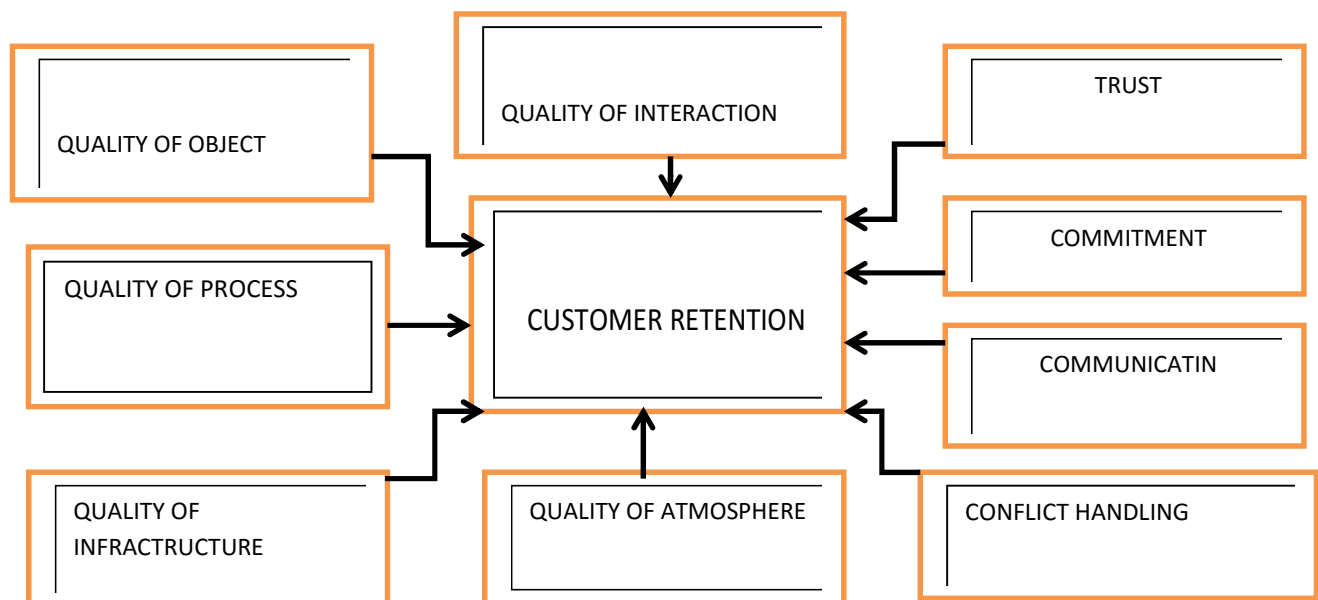 QUALITY OF OBJECT
QUALITY OF INTERACTION
TRUST
QUALITY OF PROCESS
CUSTOMER RETENTION
COMMITMENT
COMMUNICATIN
QUALITY OF
INFRACTRUCTURE
QUALITY OF ATMOSPHERE
CONFLICT HANDLING